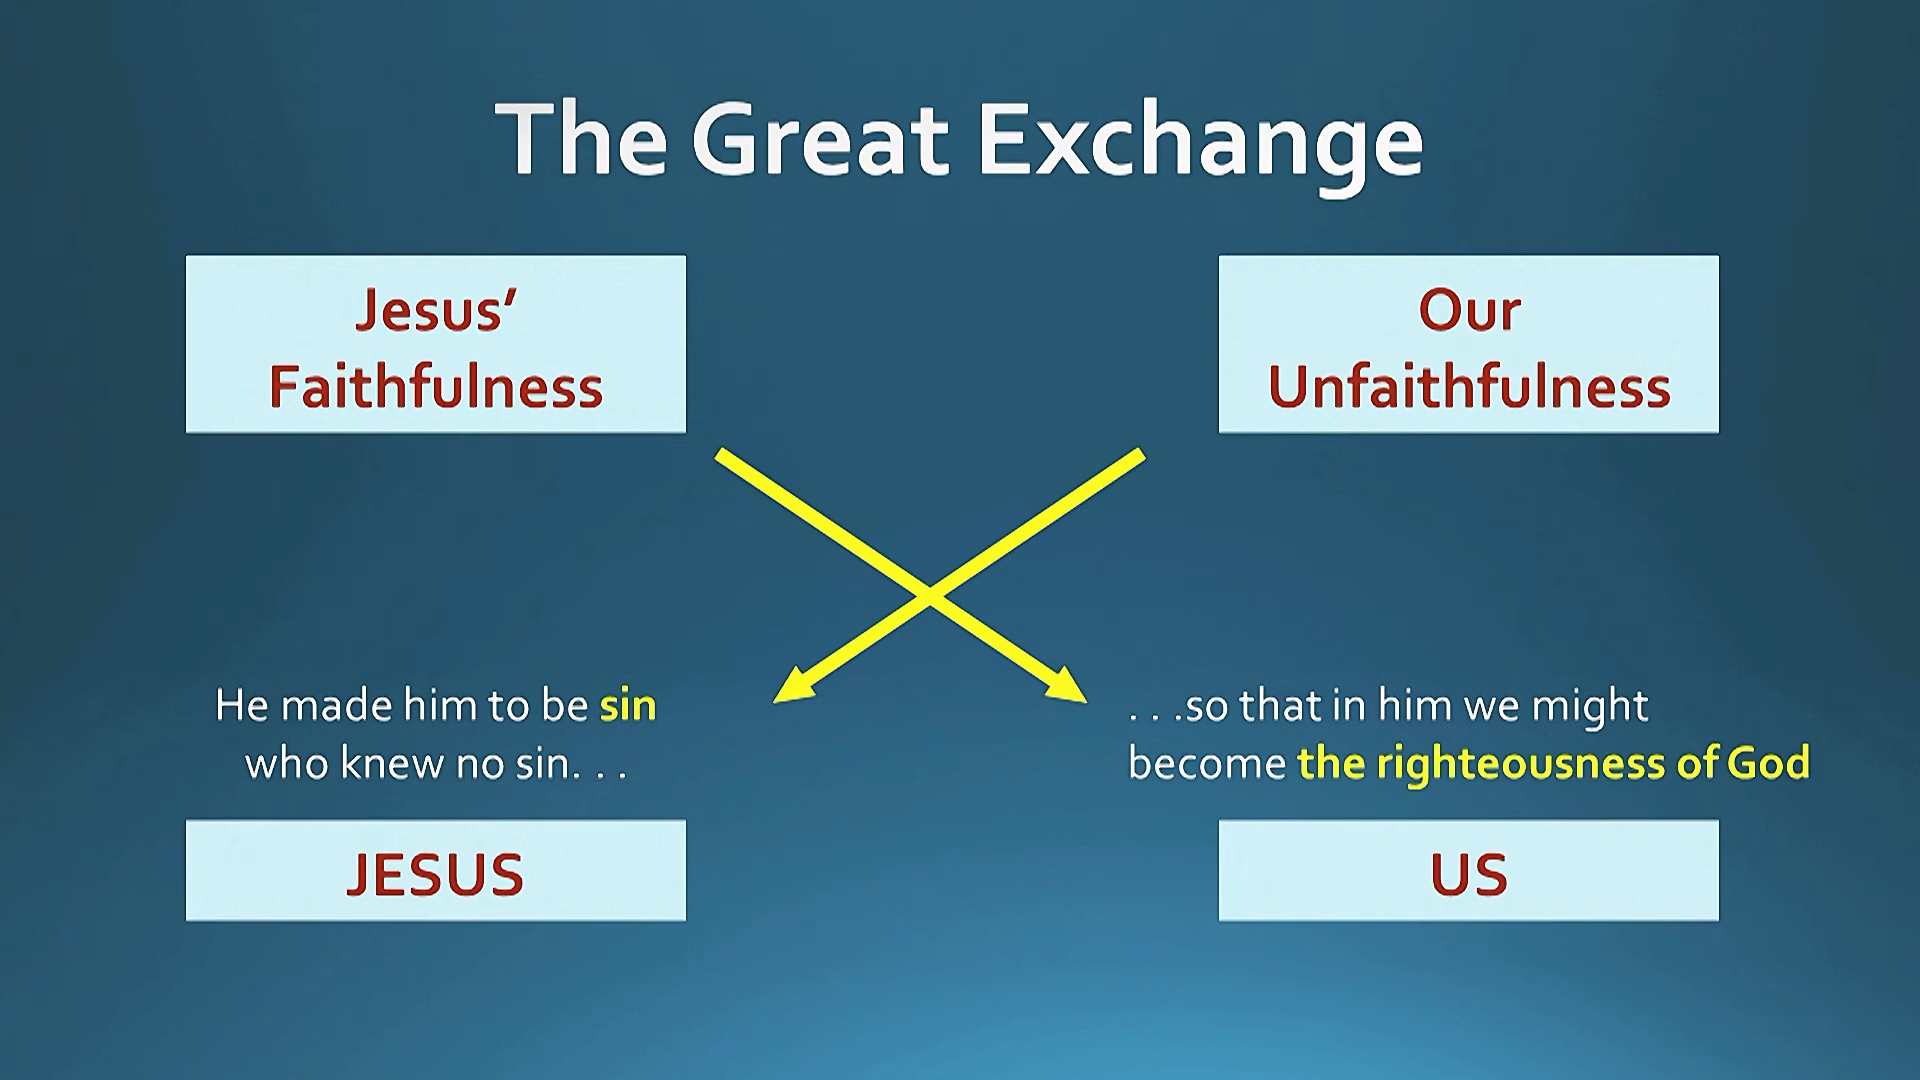 The Great Exchange
Jesus’
Faithfulness
Our
Unfaithfulness
He made him to be sin
who knew no sin. . .
. . .so that in him we might
become the righteousness of God
JESUS
US